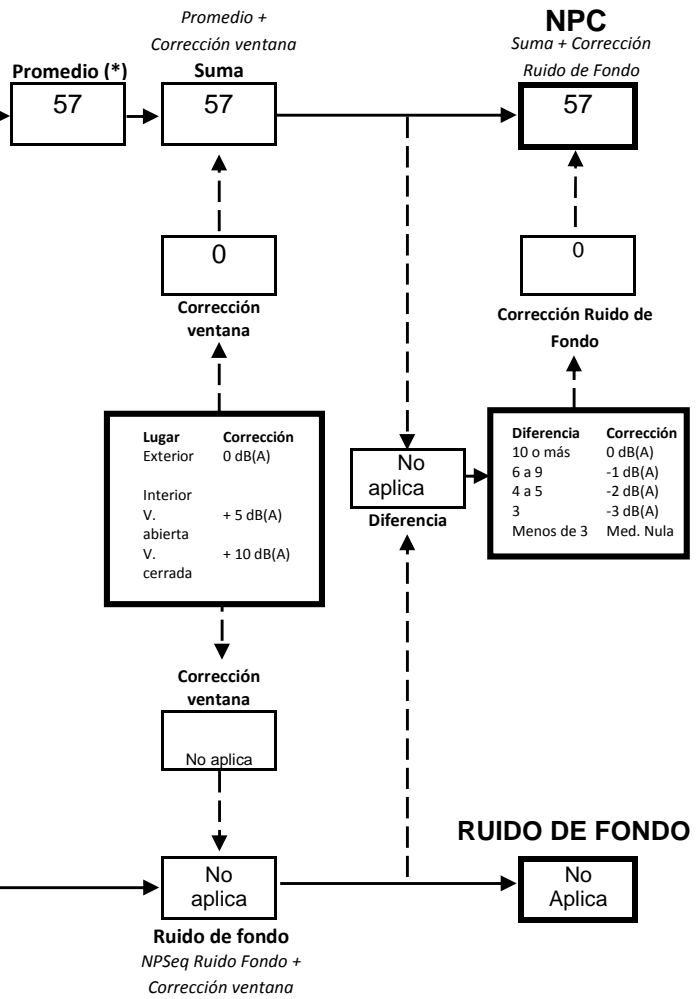 Promedio +
Corrección ventana
NPC
Suma + Corrección
Ruido de Fondo
Promedio (*)
Suma
57
57
57
0
Corrección
ventana
0
Corrección Ruido de
Fondo
Lugar Corrección
Exterior 0 dB(A)
Interior
V. + 5 dB(A)
abierta
V. + 10 dB(A)
cerrada
No
aplica
Diferencia
Diferencia Corrección
10 o más 0 dB(A)
6 a 9 -1 dB(A)
4 a 5 -2 dB(A)
3 -3 dB(A)
Menos de 3 Med. Nula
Corrección
ventana
No aplica
RUIDO DE FONDO
No
aplica
No
Aplica
Ruido de fondo
NPSeq Ruido Fondo +
Corrección ventana